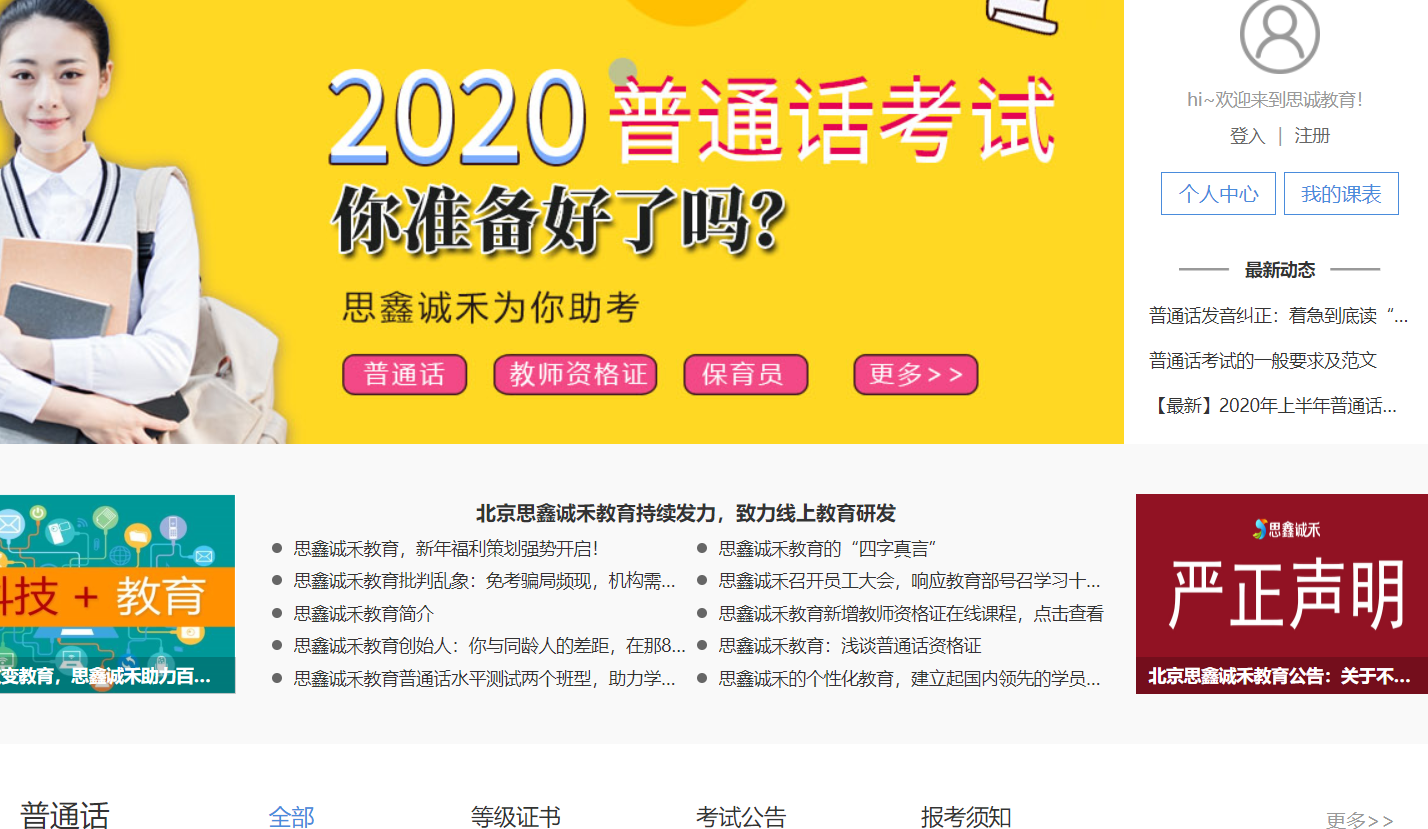 2020 普通话考试
你准备好了吗?
思鑫诚禾为你助考
普通话 教师资格证 保育员 更多>>
hi~欢迎来到思诚教育！
登入 | 注册
个人中心 我的课表
最新动态
普通话发音纠正：着急到底读“...
普通话考试的一般要求及范文
【最新】2020年上半年普通话...
科技 + 教育
变教育，思鑫诚禾助力百...
北京思鑫诚禾教育持续发力，致力线上教育研发
思鑫诚禾教育，新年福利策划强势开启！
思鑫诚禾教育批判乱象：免考骗局频现，机构需...
思鑫诚禾教育简介
思鑫诚禾教育创始人：你与同龄人的差距，在那8...
思鑫诚禾教育普通话水平测试两个班型，助力学...
思鑫诚禾教育的“四字真言”
思鑫诚禾召开员工大会，响应教育部号召学习十...
思鑫诚禾教育新增教师资格证在线课程，点击查看
思鑫诚禾教育：浅谈普通话资格证
思鑫诚禾的个性化教育，建立起国内领先的学员...
思鑫诚禾
严正声明
北京思鑫诚禾教育公告：关于不...
普通话 全部 等级证书 考试公告 报考须知 更多>>